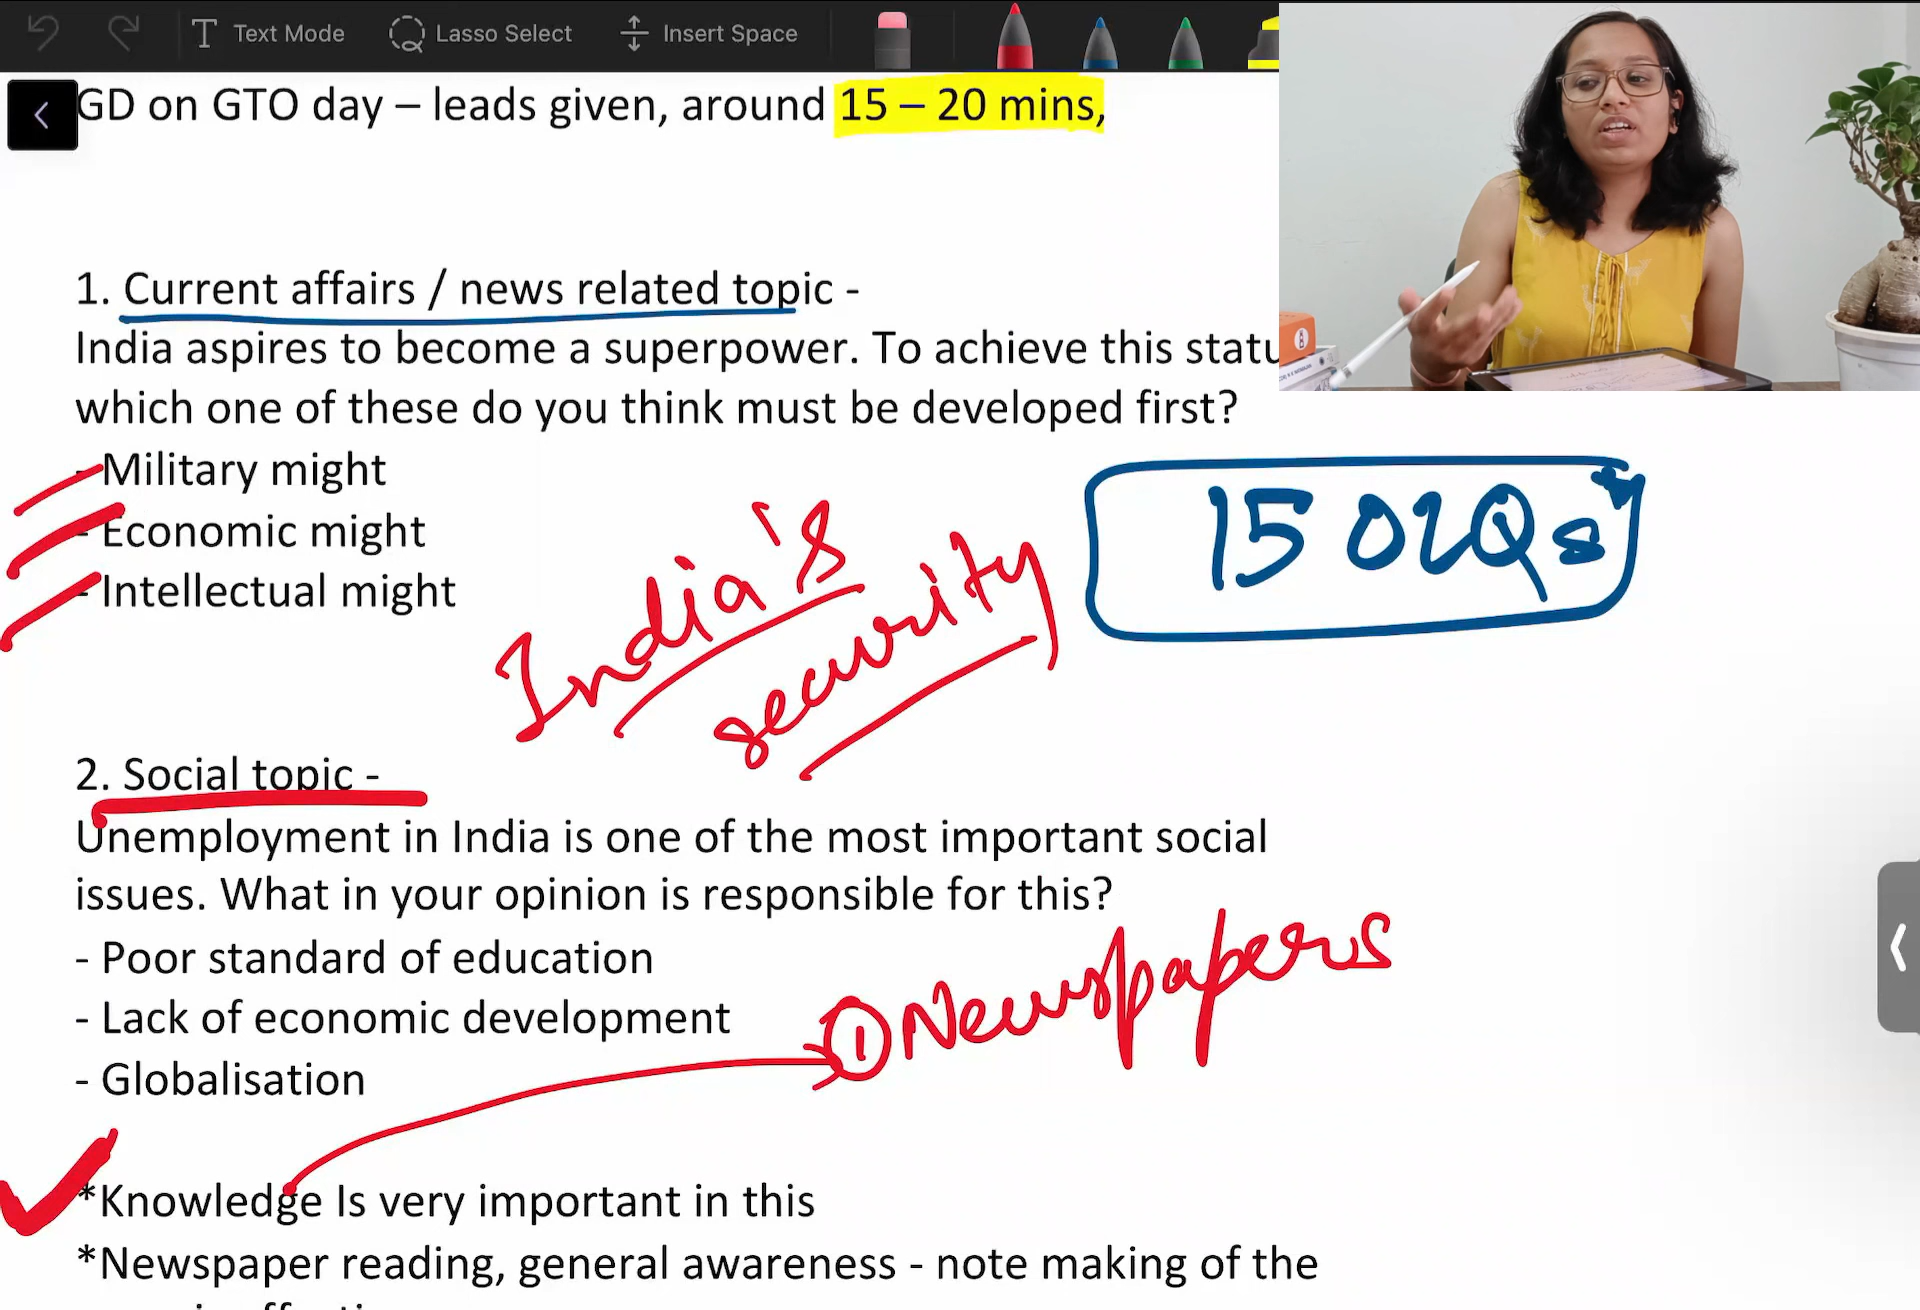 Text Mode
Lasso Select
Insert Space
GD on GTO day – leads given, around 15 – 20 mins,
1. Current affairs / news related topic -
India aspires to become a superpower. To achieve this statu
which one of these do you think must be developed first?
- Military might
- Economic might
- Intellectual might
15 OLQs
India's
security
2. Social topic -
Unemployment in India is one of the most important social
issues. What in your opinion is responsible for this?
- Poor standard of education
- Lack of economic development
- Globalisation
① Newspapers
*Knowledge Is very important in this
*Newspaper reading, general awareness - note making of the